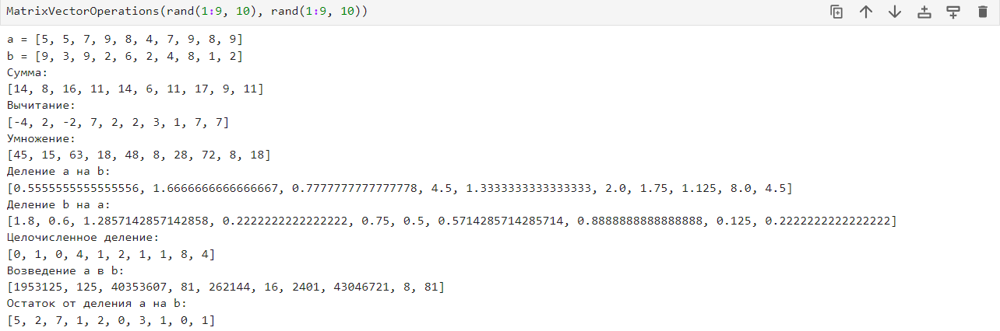 MatrixVectorOperations(rand(1:9, 10), rand(1:9, 10))
a = [5, 5, 7, 9, 8, 4, 7, 9, 8, 9]
b = [9, 3, 9, 2, 6, 2, 4, 8, 1, 2]
Сумма:
[14, 8, 16, 11, 14, 6, 11, 17, 9, 11]
Вычитание:
[-4, 2, -2, 7, 2, 2, 3, 1, 7, 7]
Умножение:
[45, 15, 63, 18, 48, 8, 28, 72, 8, 18]
Деление a на b:
[0.5555555555555556, 1.6666666666666667, 0.7777777777777778, 4.5, 1.3333333333333333, 2.0, 1.75, 1.125, 8.0, 4.5]
Деление b на a:
[1.8, 0.6, 1.2857142857142858, 0.2222222222222222, 0.75, 0.5, 0.5714285714285714, 0.8888888888888888, 0.125, 0.2222222222222222]
Целочисленное деление:
[0, 1, 0, 4, 1, 2, 1, 1, 8, 4]
Возведение a в b:
[1953125, 125, 40353607, 81, 262144, 16, 2401, 43046721, 8, 81]
Остаток от деления a на b:
[5, 2, 7, 1, 2, 0, 3, 1, 0, 1]